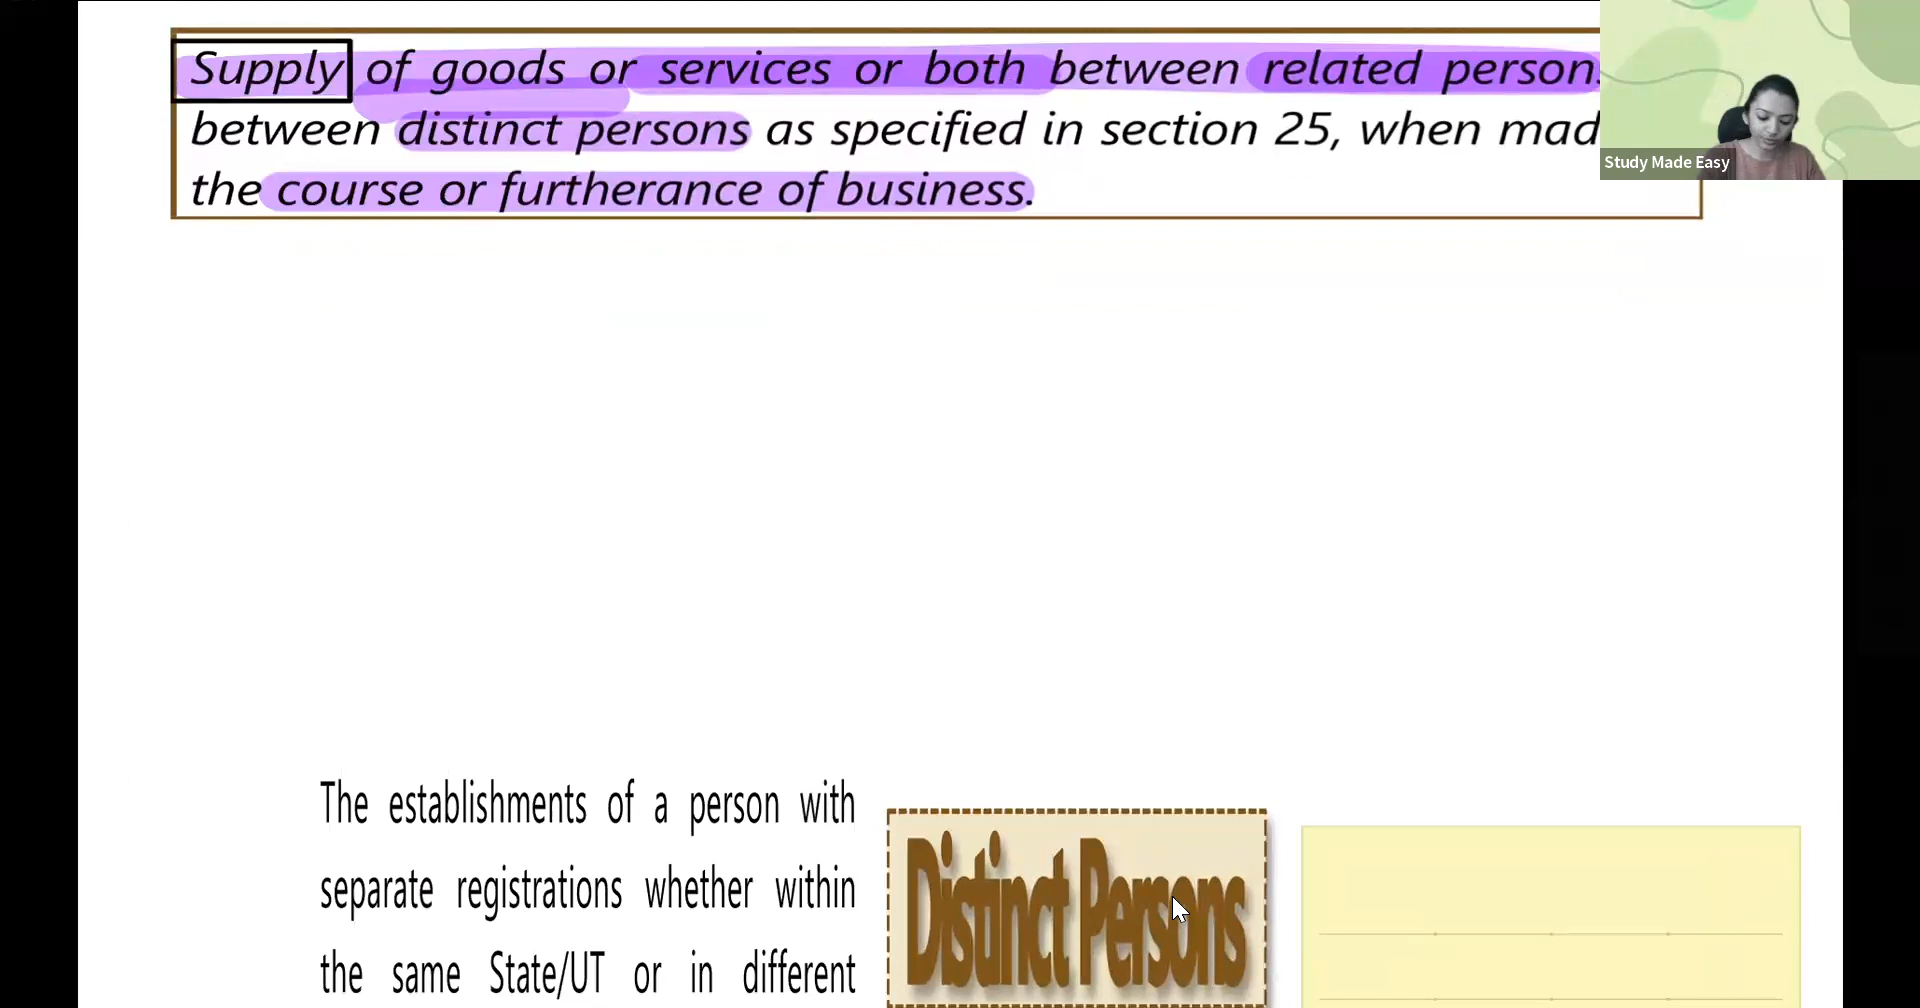 Supply of goods or services or both between related person
between distinct persons as specified in section 25, when mad
the course or furtherance of business.
Study Made Easy
The establishments of a person with
separate registrations whether within
the same State/UT or in different
Distinct Persons